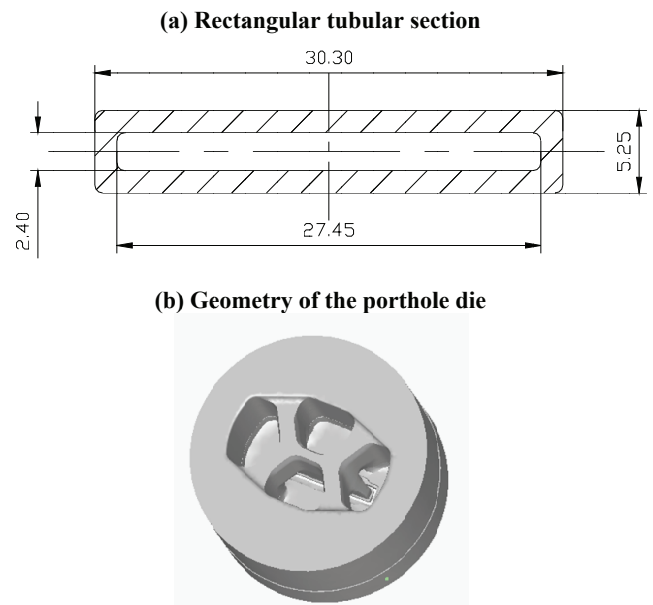 (a) Rectangular tubular section
30.30
5.25
2.40
27.45
(b) Geometry of the porthole die